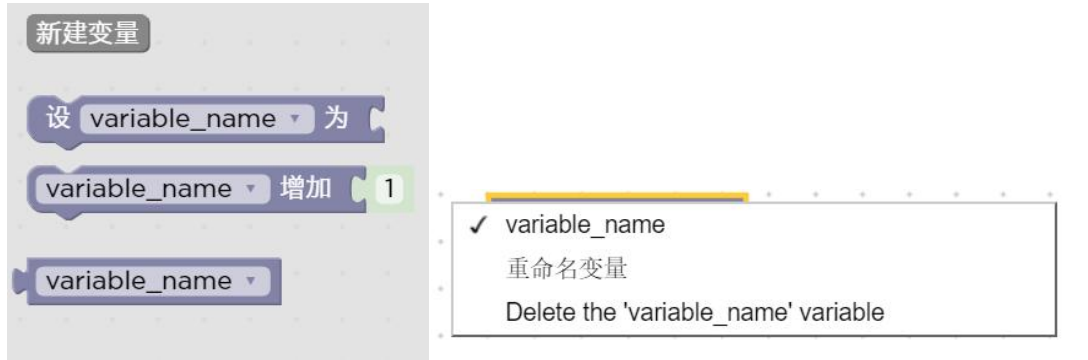 新建变量
设 variable_name 为
variable_name 增加 1
variable_name
variable_name
重命名变量
Delete the 'variable_name' variable